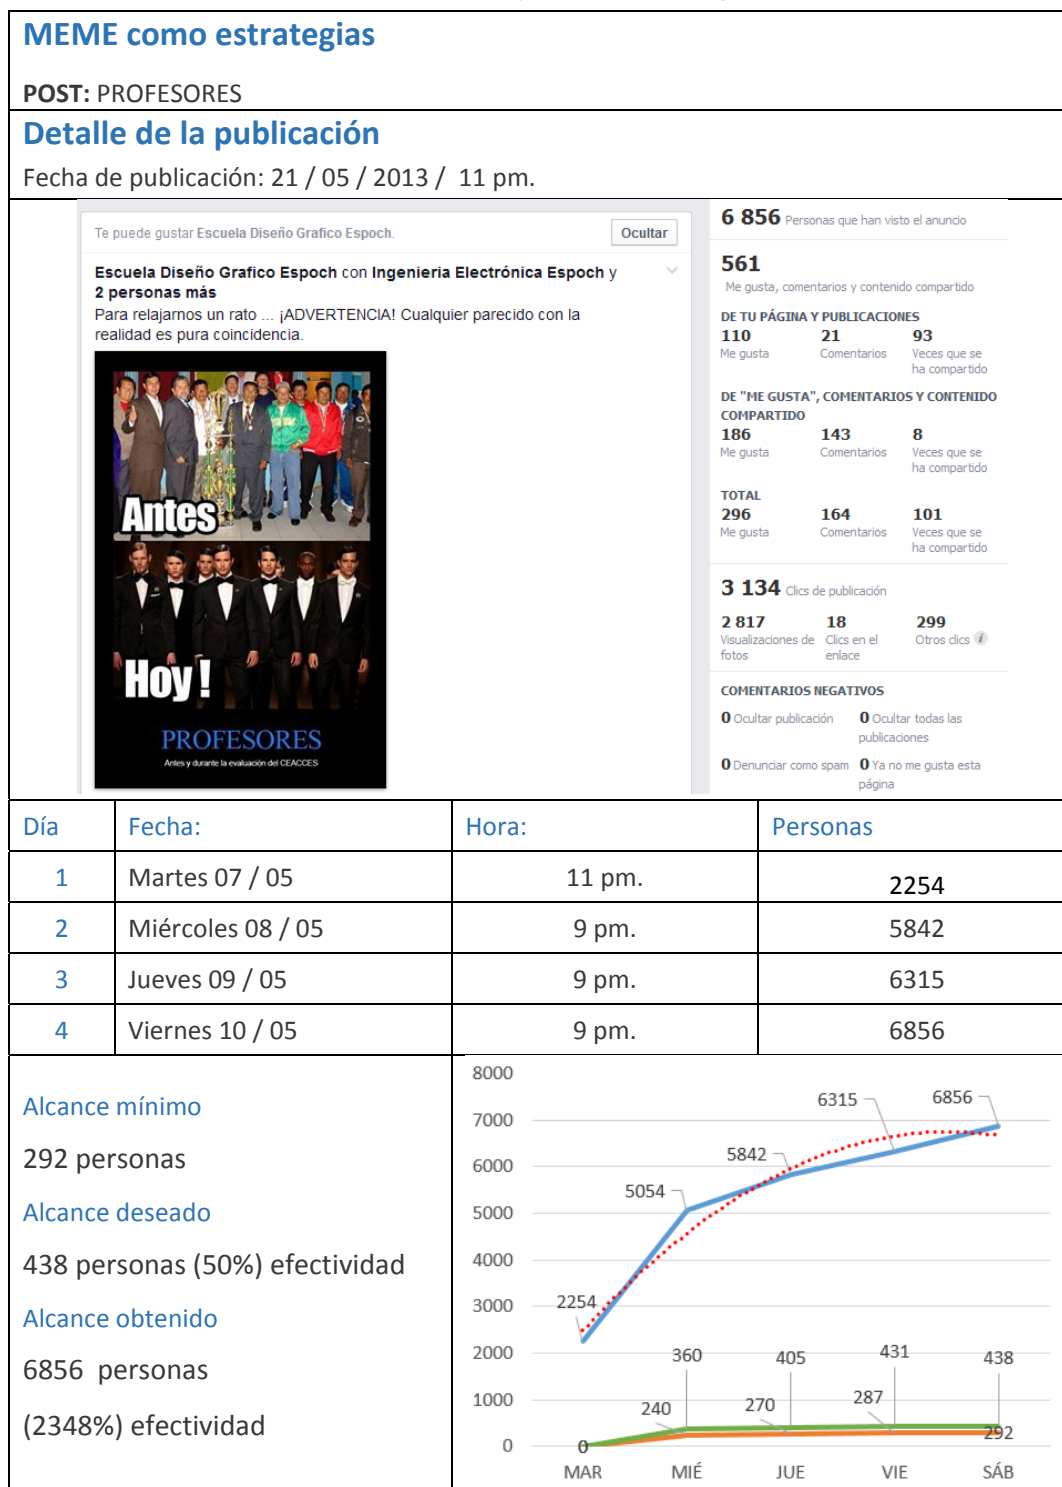 MEME como estrategias
POST: PROFESORES
Detalle de la publicación
Fecha de publicación: 21 / 05 / 2013 / 11 pm.
Te puede gustar Escuela Diseño Grafico Espoch.
Ocultar
Escuela Diseño Grafico Espoch con Ingenieria Electrónica Espoch y
2 personas más
Para relajarnos un rato ... ¡ADVERTENCIA! Cualquier parecido con la
realidad es pura coincidencia.
Antes
Hoy !
PROFESORES
Antes y durante la evaluación del CEACCES
6 856 Personas que han visto el anuncio
561
Me gusta, comentarios y contenido compartido
DE TU PÁGINA Y PUBLICACIONES
110 21 93
Me gusta Comentarios Veces que se
ha compartido
DE "ME GUSTA", COMENTARIOS Y CONTENIDO
COMPARTIDO
186 143 8
Me gusta Comentarios Veces que se
ha compartido
TOTAL
296 164 101
Me gusta Comentarios Veces que se
ha compartido
3 134 Clics de publicación
2 817 18 299
Visualizaciones de Clics en el Otros clics i
fotos enlace
COMENTARIOS NEGATIVOS
0 Ocultar publicación 0 Ocultar todas las
publicaciones
0 Denunciar como spam 0 Ya no me gusta esta
página
Día Fecha: Hora: Personas
1 Martes 07 / 05 11 pm. 2254
2 Miércoles 08 / 05 9 pm. 5842
3 Jueves 09 / 05 9 pm. 6315
4 Viernes 10 / 05 9 pm. 6856
Alcance mínimo
292 personas
Alcance deseado
438 personas (50%) efectividad
Alcance obtenido
6856 personas
(2348%) efectividad
8000
7000
6000
5000
4000
3000
2000
1000
0
2254
5054
5842
6315
6856
360
405
431
438
0
240
270
287
292
MAR MIÉ JUE VIE SÁB